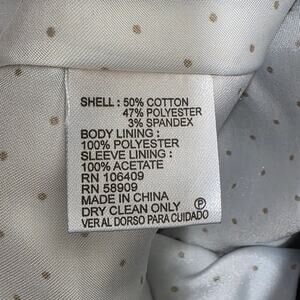 SHELL : 50% COTTON
47% POLYESTER
3% SPANDEX
BODY LINING :
100% POLYESTER
SLEEVE LINING :
100% ACETATE
RN 106409
RN 58909
MADE IN CHINA
DRY CLEAN ONLY Ⓟ
VER AL DORSO PARA CUIDADO